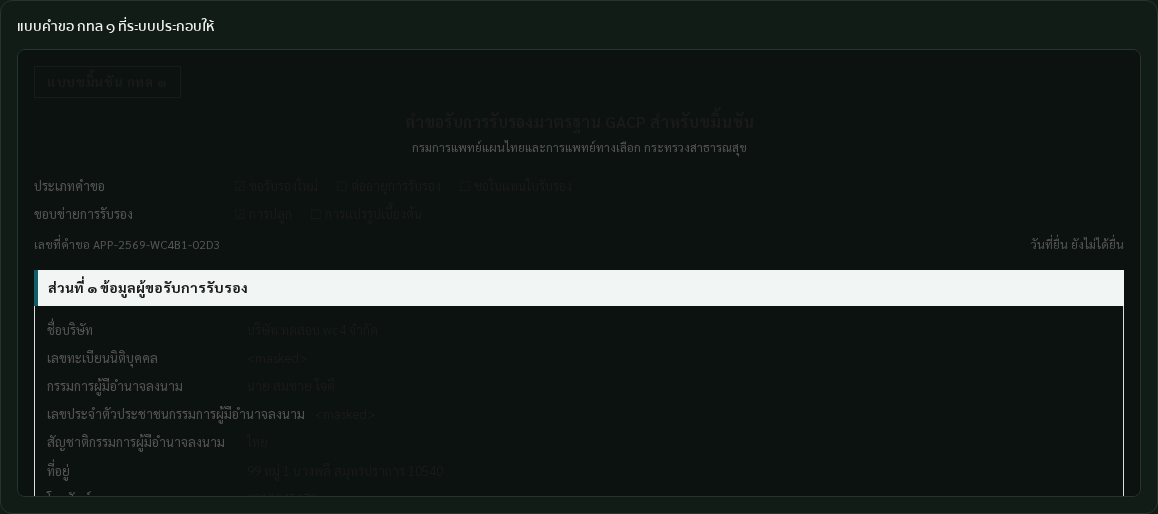 แบบคำขอ กทล ๑ ที่ระบบประกอบให้
แบบขมิ้นชัน กทล ๑
คำขอรับการรับรองมาตรฐาน GACP สำหรับขมิ้นชัน
กรมการแพทย์แผนไทยและการแพทย์ทางเลือก กระทรวงสาธารณสุข
ประเภทคำขอ ☐ ขอรับรองใหม่ ☐ ต่ออายุการรับรอง ☐ ขอใบแทนใบรับรอง
ขอบข่ายการรับรอง ☐ การปลูก ☐ การแปรรูปเบื้องต้น
เลขที่คำขอ APP-2569-WC4B1-02D3 วันที่ยื่น ยังไม่ได้ยื่น
ส่วนที่ ๑ ข้อมูลผู้ขอรับการรับรอง
ชื่อบริษัท บริษัท ทดสอบ wc4 จำกัด
เลขทะเบียนนิติบุคคล <masked>
กรรมการผู้มีอำนาจลงนาม นาย สมชาย ใจดี
เลขประจำตัวประชาชนกรรมการผู้มีอำนาจลงนาม <masked>
สัญชาติกรรมการผู้มีอำนาจลงนาม ไทย
ที่อยู่ 99 หมู่ 1 บางพลี สมุทรปราการ 10540